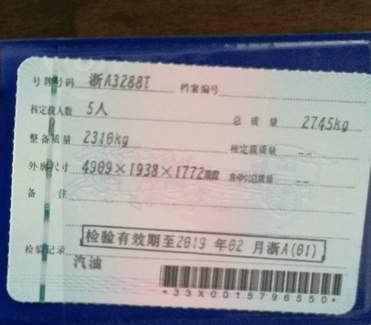 号牌号码 浙A3288T 档案编号
核定载人数 5人 总质量 2745kg
整备质量 2310kg 核定载质量 --
外廓尺寸 4909×1938×1772mm 准牵引总质量 --
备注
检验记录 检验有效期至2019年02月浙A(01)
汽油
*33X0015796550*